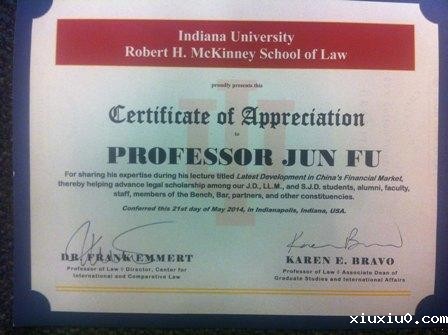 Indiana University
Robert H. McKinney School of Law
proudly presents this
Certificate of Appreciation
to
PROFESSOR JUN FU
For sharing his expertise during his lecture titled Latest Development in China's Financial Market,
thereby helping advance legal scholarship among our J.D., LL.M., and S.J.D. students, alumni, faculty,
staff, members of the Bench, Bar, partners, and other constituencies.
Conferred this 21st day of May 2014, in Indianapolis, Indiana, USA.
DR. FRANK EMMERT
Professor of Law ◊ Director, Center for
International and Comparative Law
KAREN E. BRAVO
Professor of Law ◊ Associate Dean of
Graduate Studies and International Affairs
xiuxiu0.com